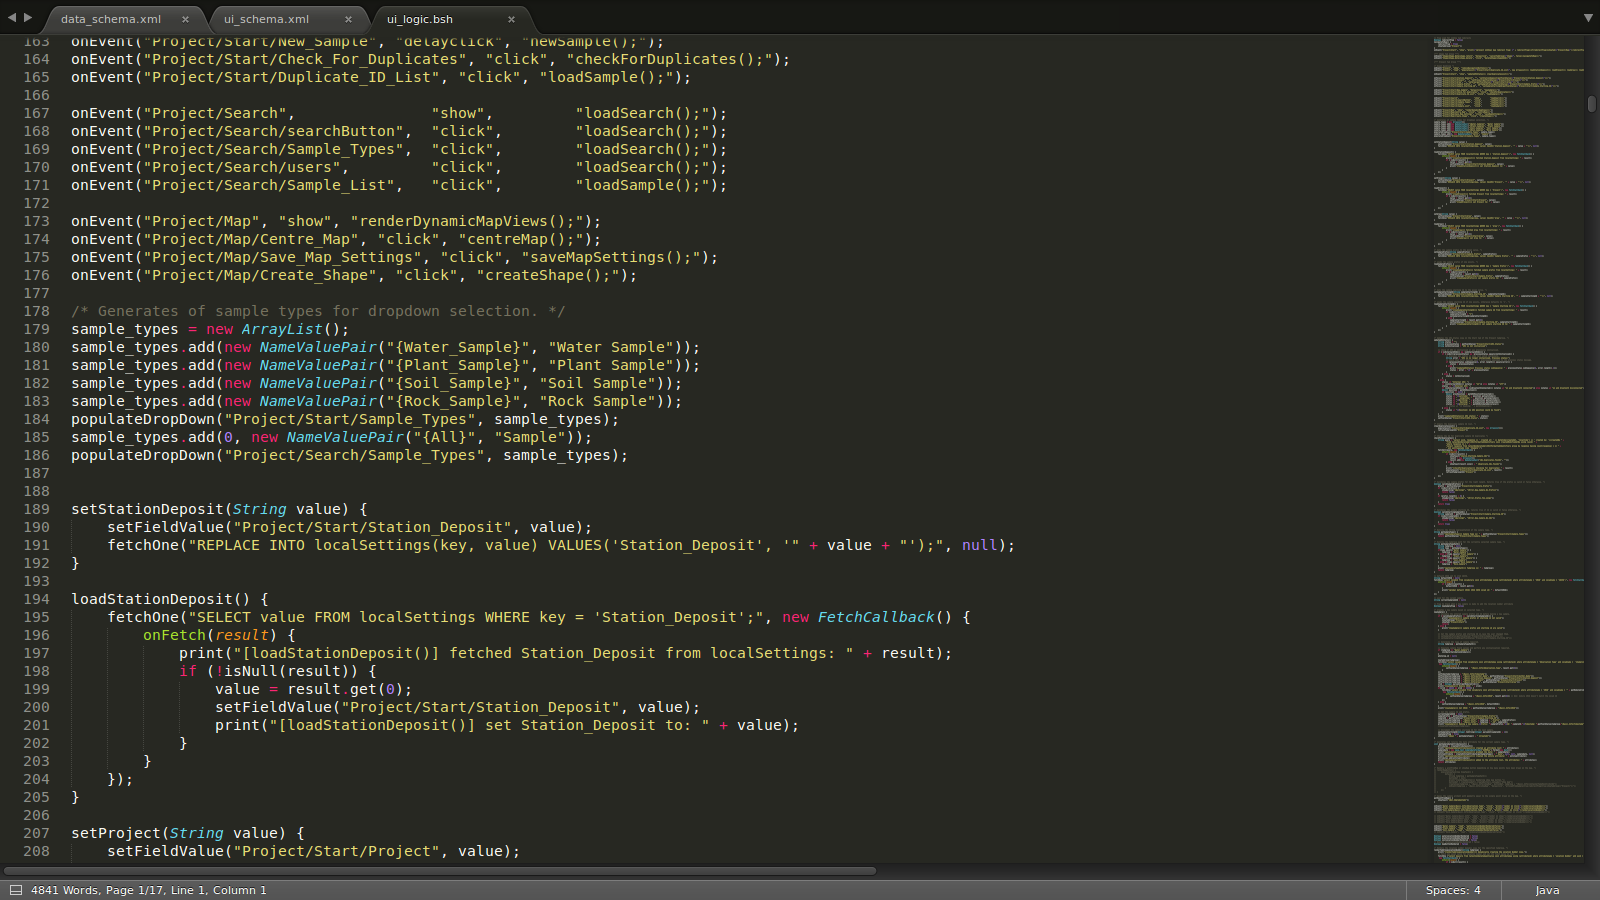 data_schema.xml × ui_schema.xml × ui_logic.bsh ×
163 onEvent("Project/Start/New_Sample", "delayclick", "newSample();");
164 onEvent("Project/Start/Check_For_Duplicates", "click", "checkForDuplicates();");
165 onEvent("Project/Start/Duplicate_ID_List", "click", "loadSample();");
166
167 onEvent("Project/Search",               "show",         "loadSearch();");
168 onEvent("Project/Search/searchButton",  "click",        "loadSearch();");
169 onEvent("Project/Search/Sample_Types",  "click",        "loadSearch();");
170 onEvent("Project/Search/users",         "click",        "loadSearch();");
171 onEvent("Project/Search/Sample_List",   "click",        "loadSample();");
172
173 onEvent("Project/Map", "show", "renderDynamicMapViews();");
174 onEvent("Project/Map/Centre_Map", "click", "centreMap();");
175 onEvent("Project/Map/Save_Map_Settings", "click", "saveMapSettings();");
176 onEvent("Project/Map/Create_Shape", "click", "createShape();");
177
178 /* Generates of sample types for dropdown selection. */
179 sample_types = new ArrayList();
180 sample_types.add(new NameValuePair("{Water_Sample}", "Water Sample"));
181 sample_types.add(new NameValuePair("{Plant_Sample}", "Plant Sample"));
182 sample_types.add(new NameValuePair("{Soil_Sample}", "Soil Sample"));
183 sample_types.add(new NameValuePair("{Rock_Sample}", "Rock Sample"));
184 populateDropDown("Project/Start/Sample_Types", sample_types);
185 sample_types.add(0, new NameValuePair("{All}", "Sample"));
186 populateDropDown("Project/Search/Sample_Types", sample_types);
187
188
189 setStationDeposit(String value) {
190     setFieldValue("Project/Start/Station_Deposit", value);
191     fetchOne("REPLACE INTO localSettings(key, value) VALUES('Station_Deposit', '" + value + "');", null);
192 }
193
194 loadStationDeposit() {
195     fetchOne("SELECT value FROM localSettings WHERE key = 'Station_Deposit';", new FetchCallback() {
196         onFetch(result) {
197             print("[loadStationDeposit()] fetched Station_Deposit from localSettings: " + result);
198             if (!isNull(result)) {
199                 value = result.get(0);
200                 setFieldValue("Project/Start/Station_Deposit", value);
201                 print("[loadStationDeposit()] set Station_Deposit to: " + value);
202             }
203         }
204     });
205 }
206
207 setProject(String value) {
208     setFieldValue("Project/Start/Project", value);
4841 Words, Page 1/17, Line 1, Column 1 Spaces: 4 Java